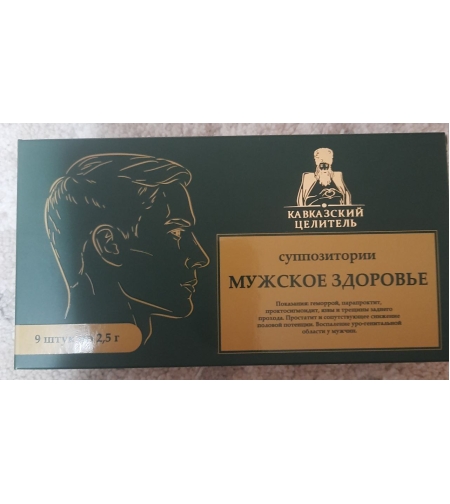 КАВКАЗСКИЙ
ЦЕЛИТЕЛЬ
суппозитории
МУЖСКОЕ ЗДОРОВЬЕ
Показания геморрой, парапроктит,
проктосигмоидит, язвы и трещины заднего
прохода. Простатит и сопутствующее снижение
половой потенции. Воспаление уро-генитальной
области у мужчин.
9 штук по 2,5 г